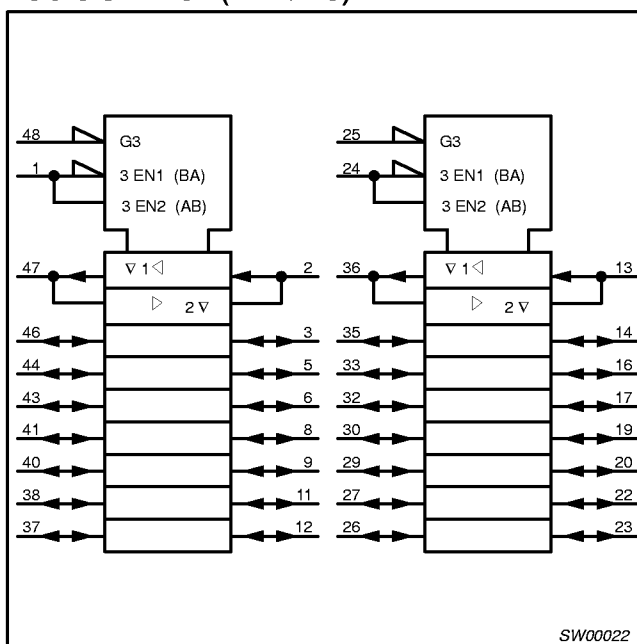 48 G3
1 3 EN1 (BA)
3 EN2 (AB)
47 ∇ 1 ◁ 2
▷ 2 ∇
46 3
44 5
43 6
41 8
40 9
38 11
37 12
25 G3
24 3 EN1 (BA)
3 EN2 (AB)
36 ∇ 1 ◁ 13
▷ 2 ∇
35 14
33 16
32 17
30 19
29 20
27 22
26 23
SW00022